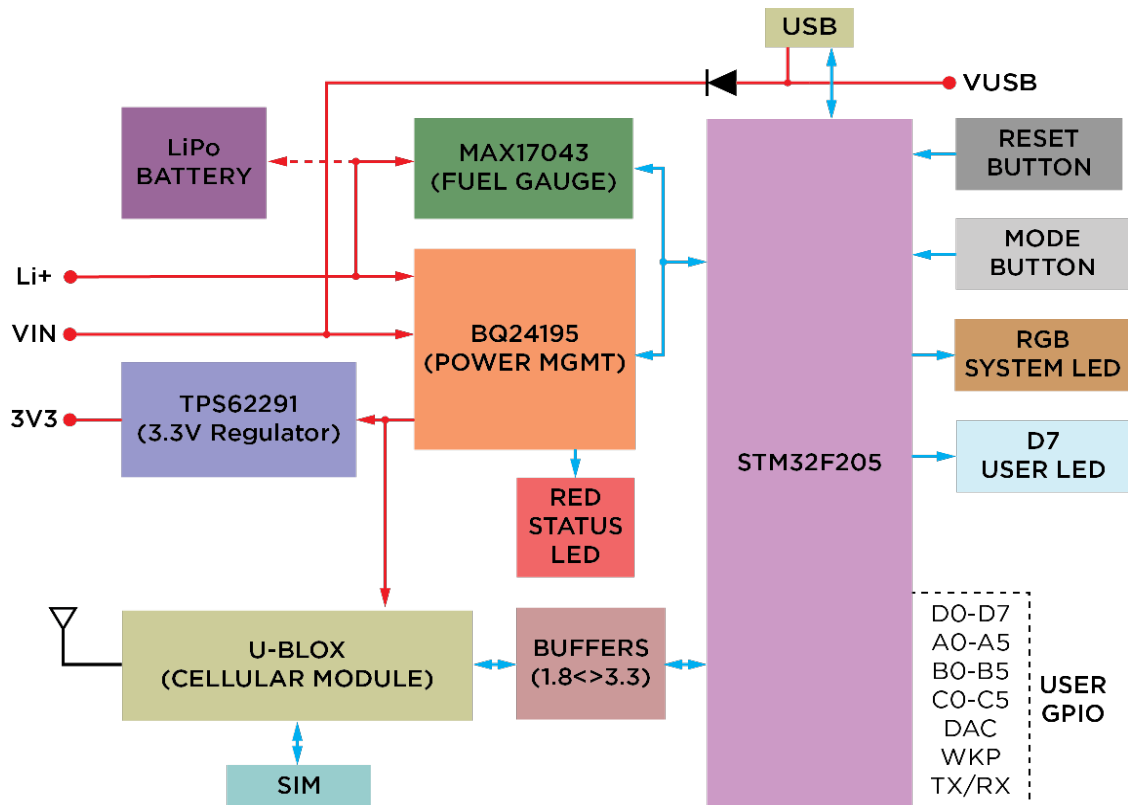 USB
VUSB
LiPo
BATTERY
MAX17043
(FUEL GAUGE)
RESET
BUTTON
MODE
BUTTON
Li+
VIN
BQ24195
(POWER MGMT)
RGB
SYSTEM LED
3V3
TPS62291
(3.3V Regulator)
STM32F205
D7
USER LED
RED
STATUS
LED
U-BLOX
(CELLULAR MODULE)
BUFFERS
(1.8<>3.3)
D0-D7
A0-A5
B0-B5
C0-C5
DAC
WKP
TX/RX
USER
GPIO
SIM